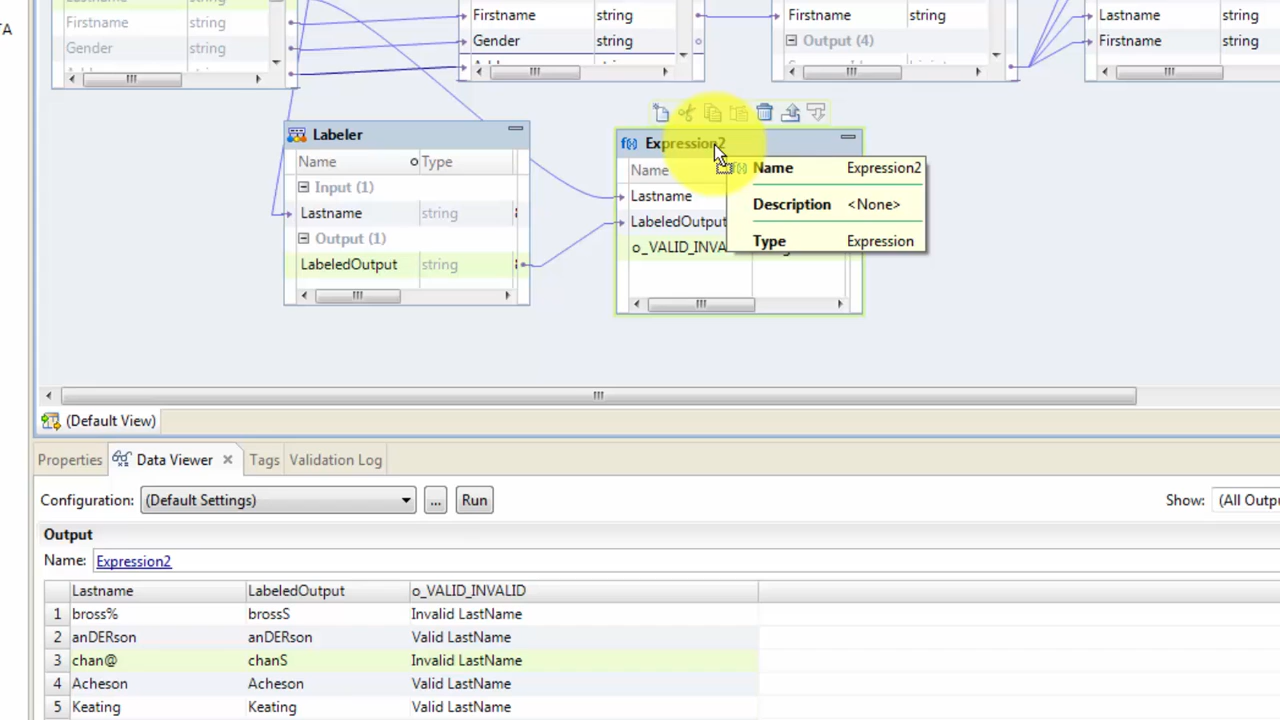 TA
Firstname
Gender
Firstname string
Gender string
Firstname string
Output (4)
Lastname string
Firstname string
Labeler
Name Type
Input (1)
Lastname string
Output (1)
LabeledOutput string
Expression2
Name
Lastname
LabeledOutput
o_VALID_INVA
Name Expression2
Description <None>
Type Expression
(Default View)
Properties Data Viewer Tags Validation Log
Configuration: (Default Settings) ... Run Show: (All Outpu
Output
Name: Expression2
Lastname LabeledOutput o_VALID_INVALID
1 bross% brossS Invalid LastName
2 anDERson anDERson Valid LastName
3 chan@ chanS Invalid LastName
4 Acheson Acheson Valid LastName
5 Keating Keating Valid LastName